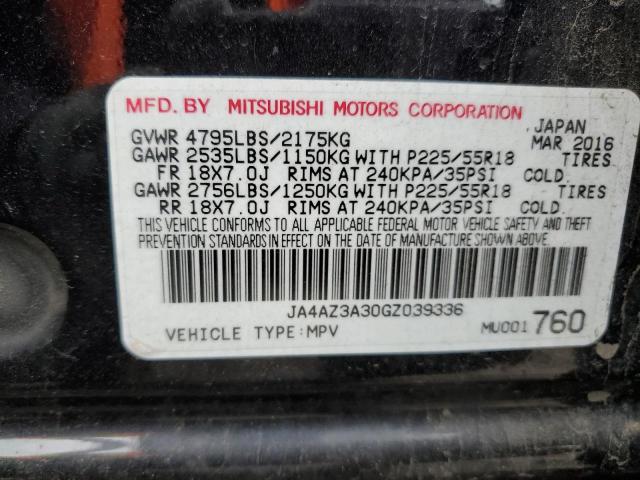 MFD. BY MITSUBISHI MOTORS CORPORATION
JAPAN
GVWR 4795LBS/2175KG MAR 2016
GAWR 2535LBS/1150KG WITH P225/55R18 TIRES
FR 18X7.0J RIMS AT 240KPA/35PSI COLD.
GAWR 2756LBS/1250KG WITH P225/55R18 TIRES
RR 18X7.0J RIMS AT 240KPA/35PSI COLD.
THIS VEHICLE CONFORMS TO ALL APPLICABLE FEDERAL MOTOR VEHICLE SAFETY AND THEFT
PREVENTION STANDARDS IN EFFECT ON THE DATE OF MANUFACTURE SHOWN ABOVE.
JA4AZ3A30GZ039336
VEHICLE TYPE:MPV MU001 760